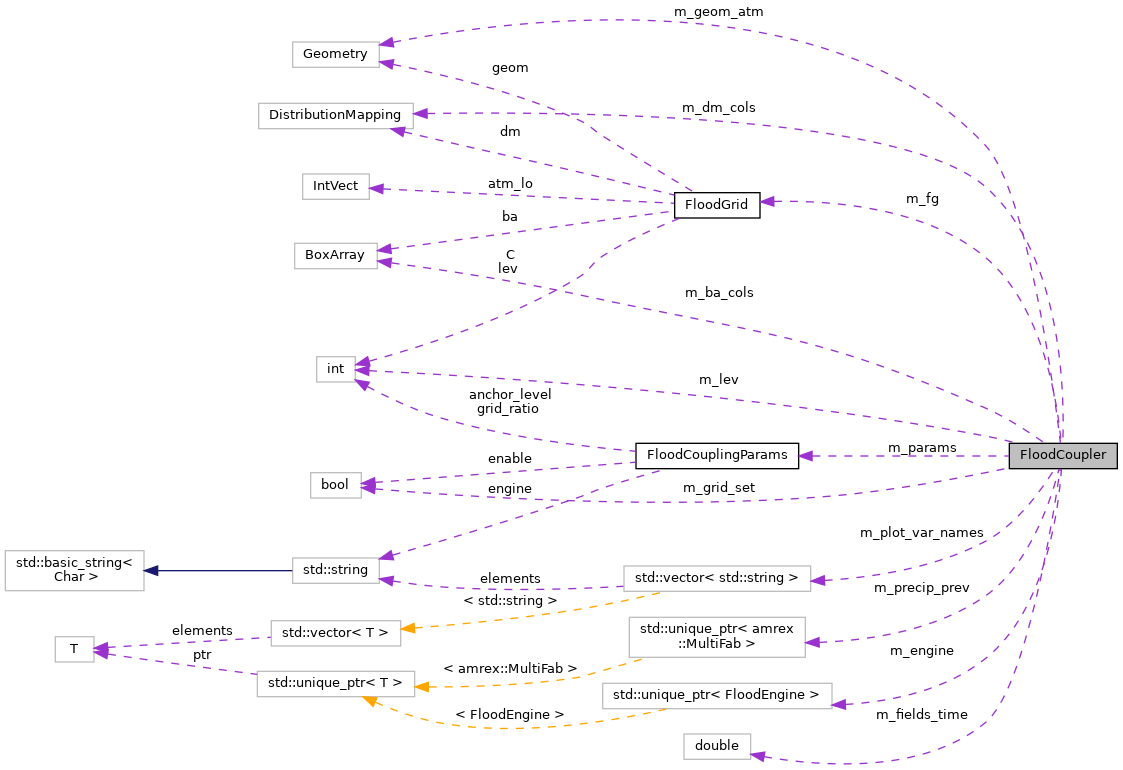 m_geom_atm
Geometry
geom
m_dm_cols
DistributionMapping
dm
IntVect
atm_lo
FloodGrid
m_fg
ba
BoxArray
C
lev
m_ba_cols
int
m_lev
anchor_level
grid_ratio
FloodCouplingParams
m_params
FloodCoupler
enable
bool
engine
m_grid_set
m_plot_var_names
std::basic_string<
Char >
std::string
elements
std::vector< std::string >
m_precip_prev
< std::string >
std::vector< T >
elements
std::unique_ptr< amrex
::MultiFab >
T
ptr
m_engine
< amrex::MultiFab >
std::unique_ptr< T >
std::unique_ptr< FloodEngine >
< FloodEngine >
m_fields_time
double